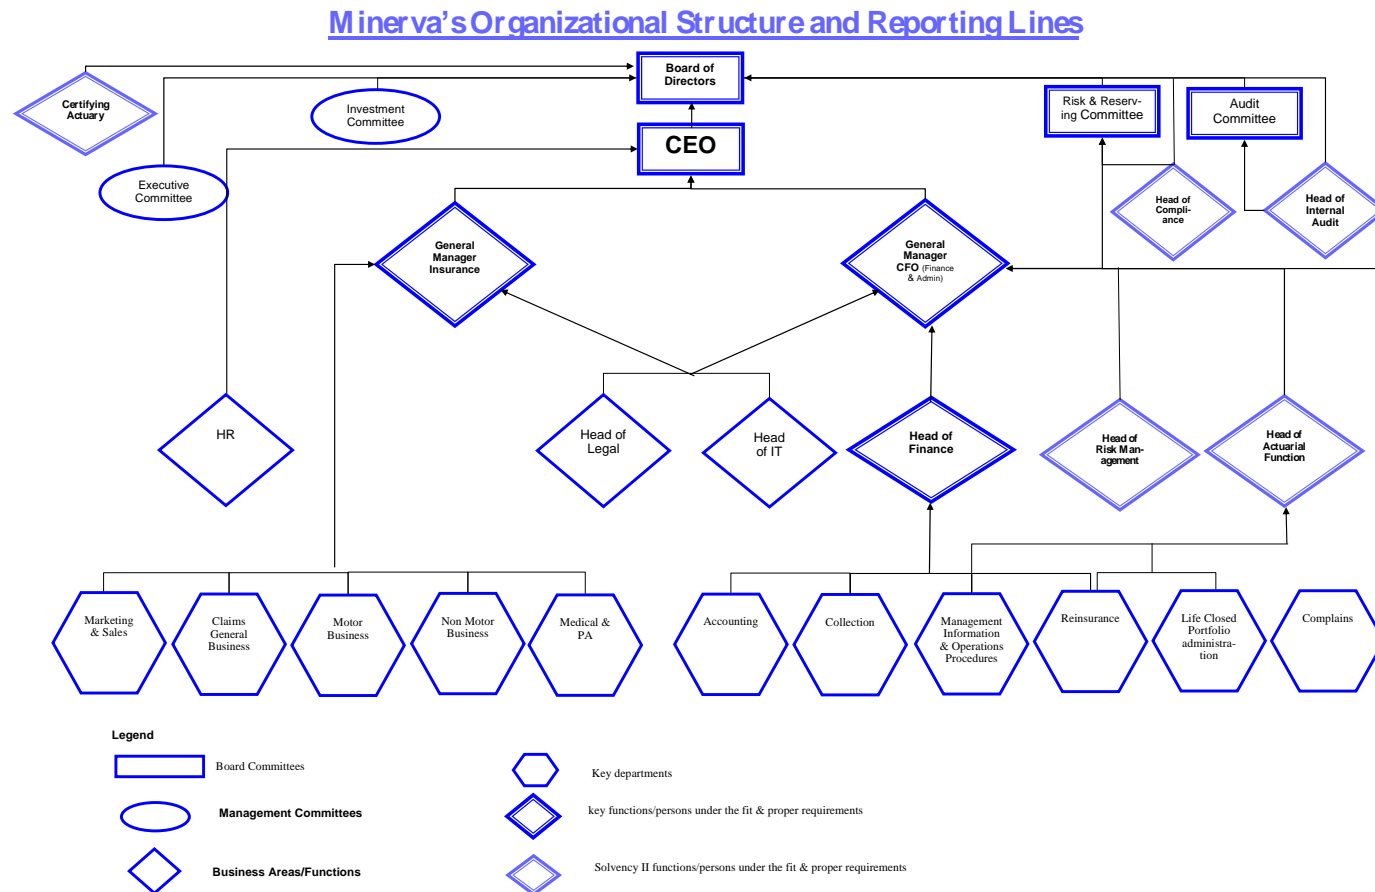 Minerva's Organizational Structure and Reporting Lines
Board of
Directors
Certifying
Actuary
Investment
Committee
Risk & Reserv-
ing Committee
Audit
Committee
CEO
Executive
Committee
Head of
Compli-
ance
Head of
Internal
Audit
General
Manager
Insurance
General
Manager
CFO (Finance
& Admin)
HR
Head of
Legal
Head
of IT
Head of
Finance
Head of
Risk Man-
agement
Head of
Actuarial
Function
Marketing
& Sales
Claims
General
Business
Motor
Business
Non Motor
Business
Medical &
PA
Accounting
Collection
Management
Information
& Operations
Procedures
Reinsurance
Life Closed
Portfolio
administra-
tion
Complains
Legend
Board Committees
Key departments
Management Committees
key functions/persons under the fit & proper requirements
Business Areas/Functions
Solvency II functions/persons under the fit & proper requirements